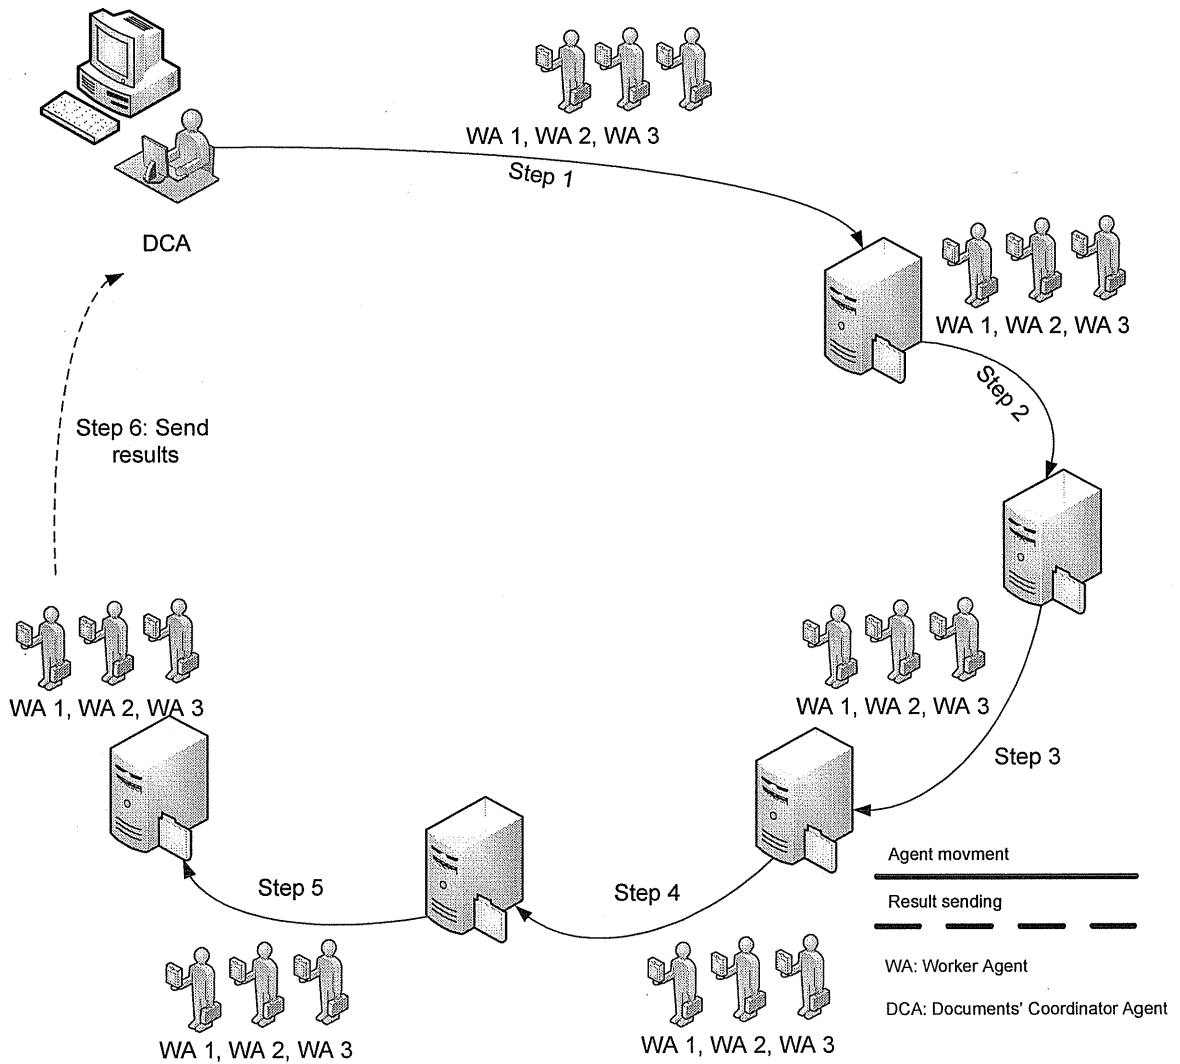 WA 1, WA 2, WA 3
Step 1
DCA
WA 1, WA 2, WA 3
Step 2
Step 6: Send
results
WA 1, WA 2, WA 3
WA 1, WA 2, WA 3
Step 3
Agent movment
Step 5
Step 4
Result sending
WA: Worker Agent
DCA: Documents' Coordinator Agent
WA 1, WA 2, WA 3
WA 1, WA 2, WA 3